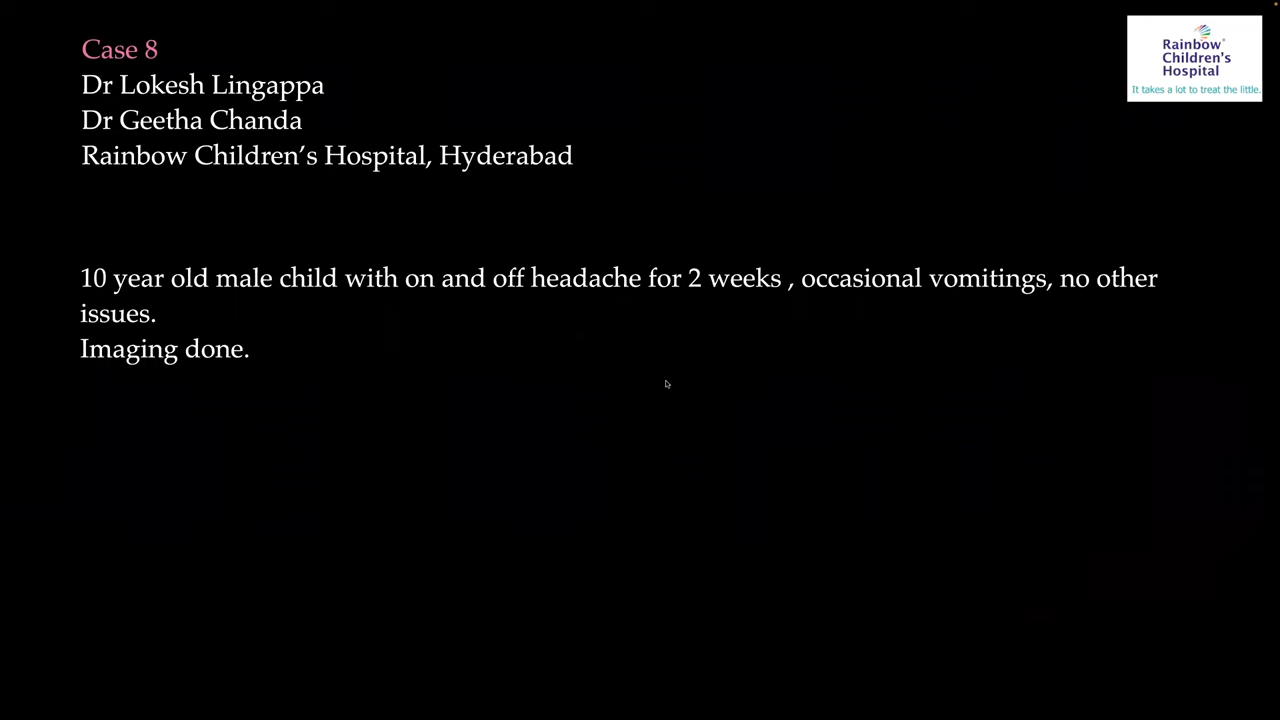 Case 8
Dr Lokesh Lingappa
Dr Geetha Chanda
Rainbow Children's Hospital, Hyderabad
Rainbow
Children's
Hospital
It takes a lot to treat the little.
10 year old male child with on and off headache for 2 weeks , occasional vomitings, no other
issues.
Imaging done.